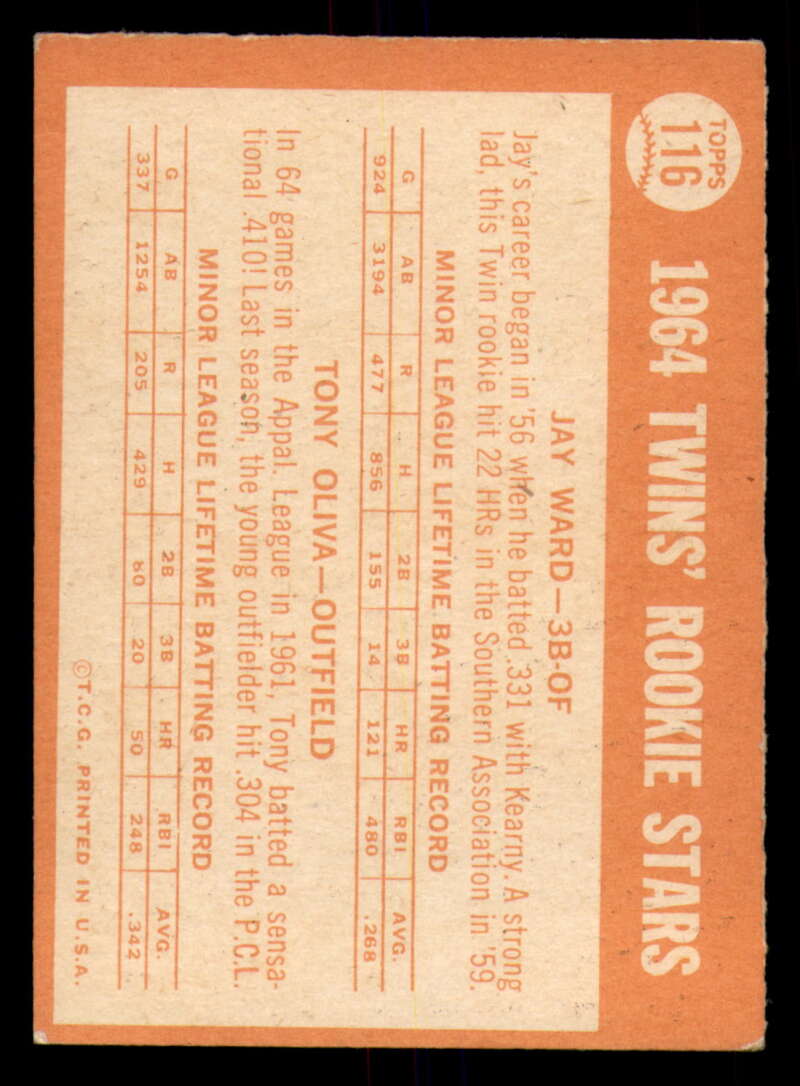 TOPPS
116
1964 TWINS' ROOKIE STARS
JAY WARD—3B-OF
Jay's career began in '56 when he batted .331 with Kearny. A strong
lad, this Twin rookie hit 22 HRs in the Southern Association in '59.
MINOR LEAGUE LIFETIME BATTING RECORD
G AB R H 2B 3B HR RBI AVG.
924 3194 477 856 155 14 121 480 .268
TONY OLIVA—OUTFIELD
In 64 games in the Appal. League in 1961, Tony batted a sensa-
tional .410! Last season, the young outfielder hit .304 in the P.C.L.
MINOR LEAGUE LIFETIME BATTING RECORD
G AB R H 2B 3B HR RBI AVG.
337 1254 205 429 60 20 50 248 .342
©T.C.G. PRINTED IN U.S.A.